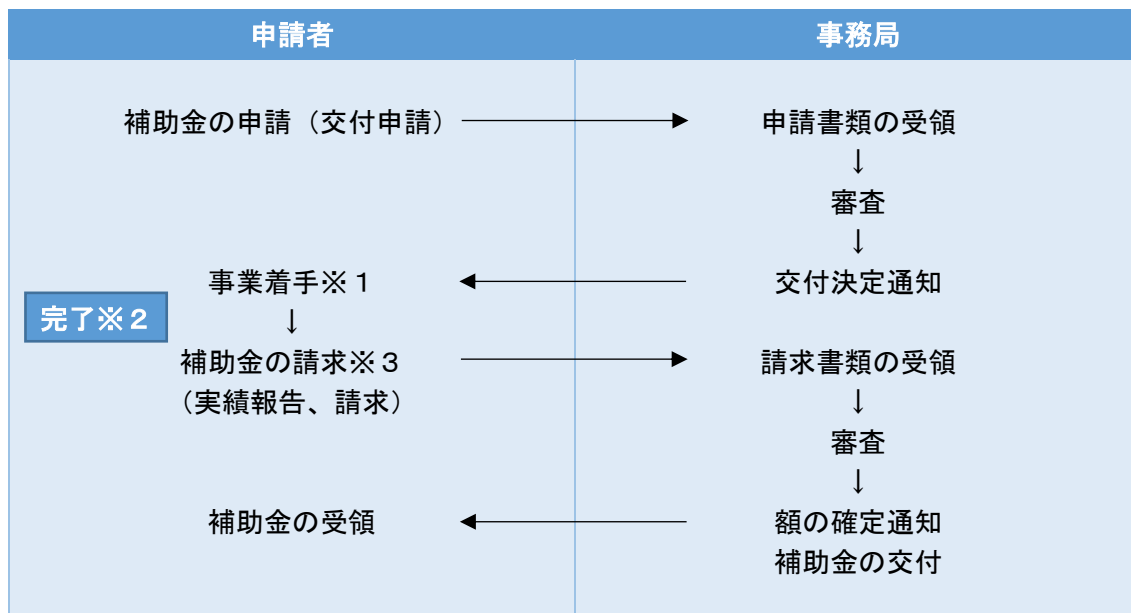 申請者
事務局
補助金の申請（交付申請）
申請書類の受領
↓
審査
↓
事業着手※１
交付決定通知
完了※２
↓
補助金の請求※３
（実績報告、請求）
請求書類の受領
↓
審査
↓
補助金の受領
額の確定通知
補助金の交付